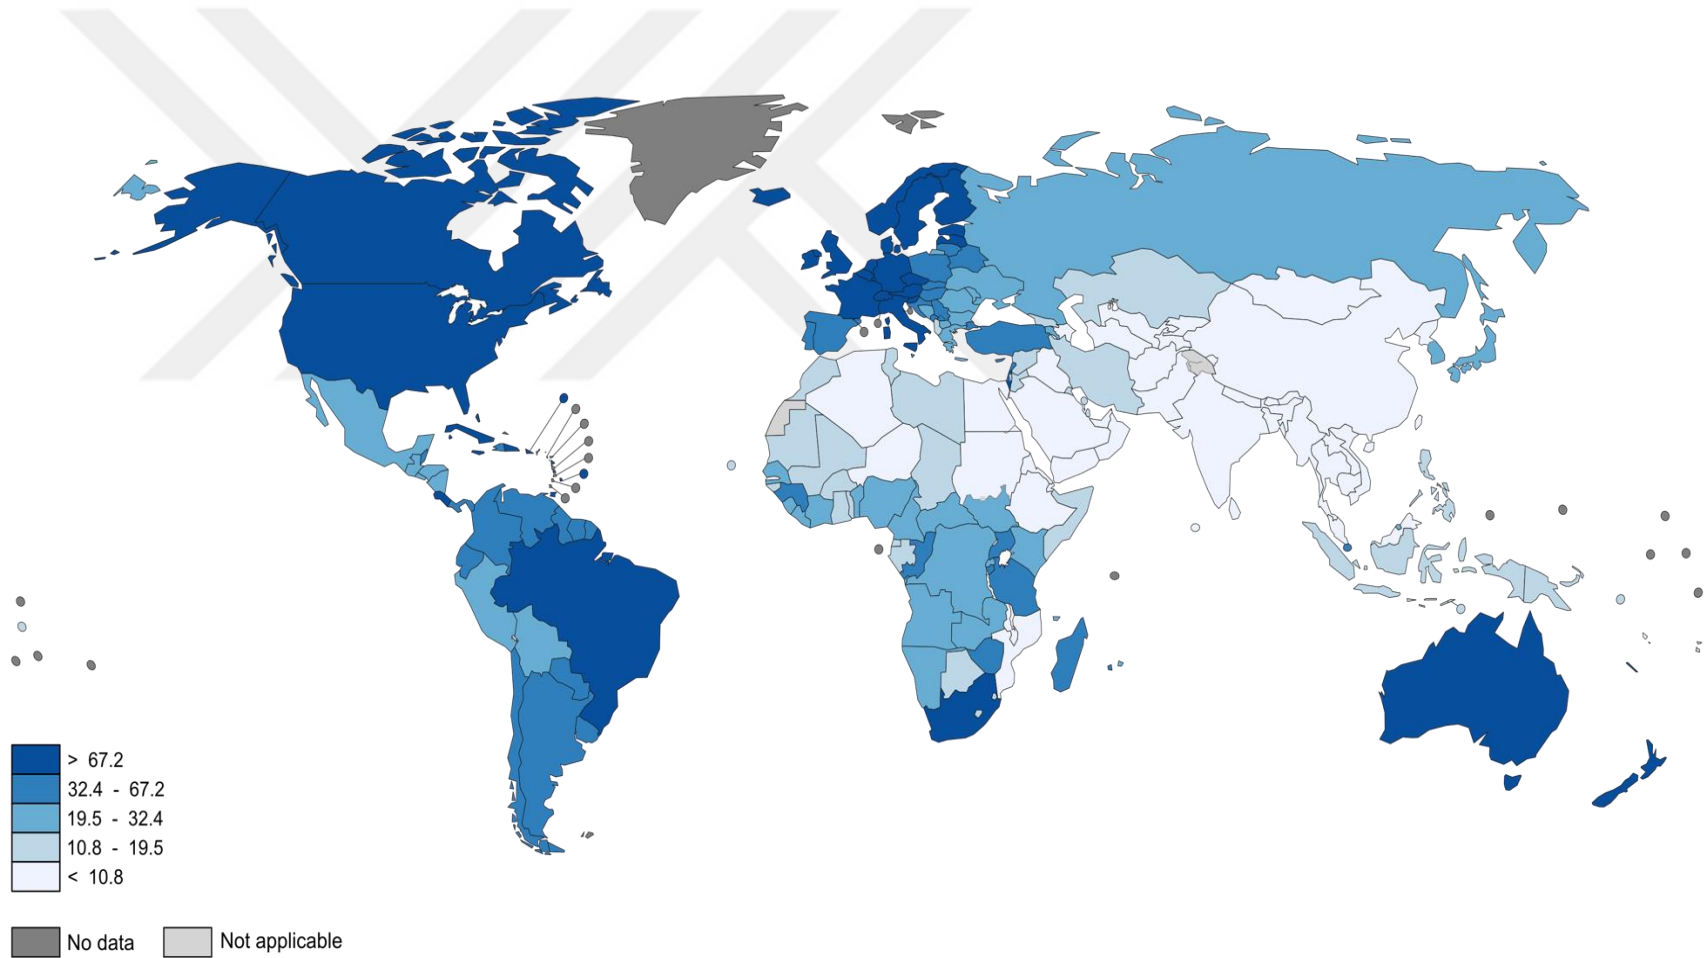 > 67.2
32.4 - 67.2
19.5 - 32.4
10.8 - 19.5
< 10.8
No data
Not applicable